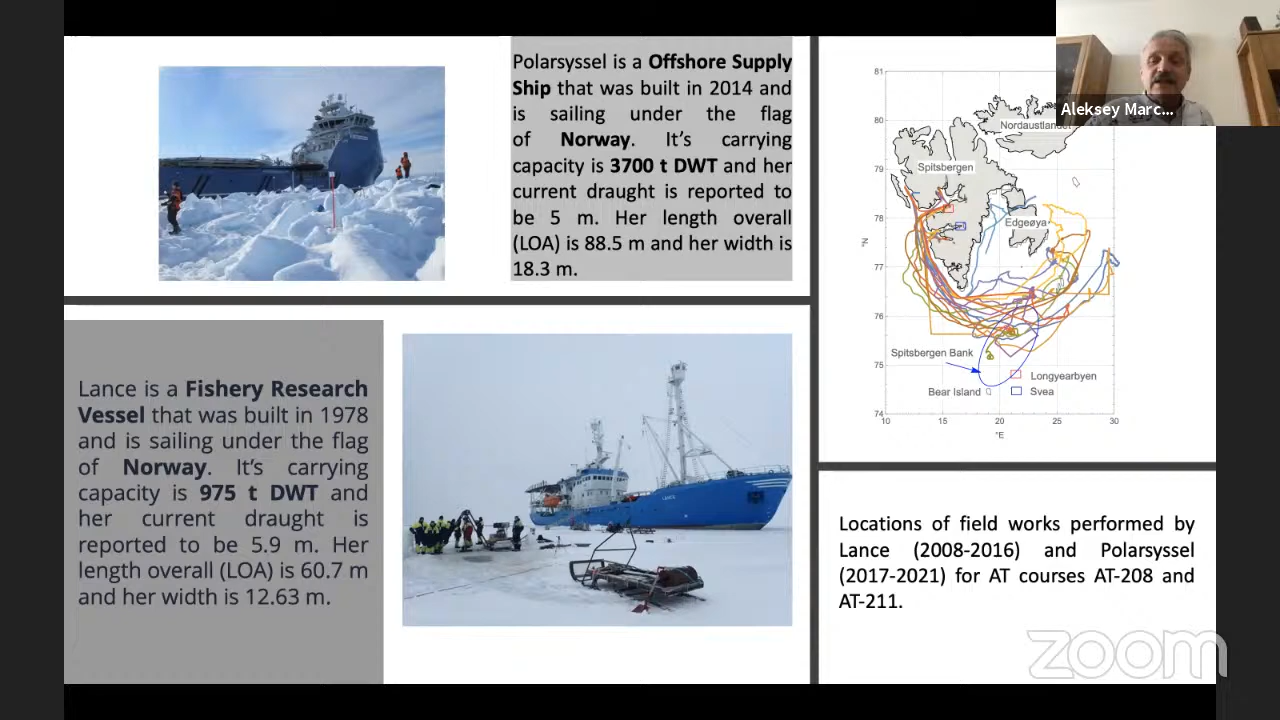 Polarsyssel is a Offshore Supply
Ship that was built in 2014 and
is sailing under the flag
of Norway. It's carrying
capacity is 3700 t DWT and her
current draught is reported to
be 5 m. Her length overall
(LOA) is 88.5 m and her width is
18.3 m.
Aleksey Marc...
81
80
79
78
77
76
75
74
°N
10
15
20
25
30
°E
Nordaustlandet
Spitsbergen
Edgeøya
Spitsbergen Bank
Bear Island
Longyearbyen
Svea
Lance is a Fishery Research
Vessel that was built in 1978
and is sailing under the flag
of Norway. It's carrying
capacity is 975 t DWT and
her current draught is
reported to be 5.9 m. Her
length overall (LOA) is 60.7 m
and her width is 12.63 m.
LANCE
Locations of field works performed by
Lance (2008-2016) and Polarsyssel
(2017-2021) for AT courses AT-208 and
AT-211.
zoom